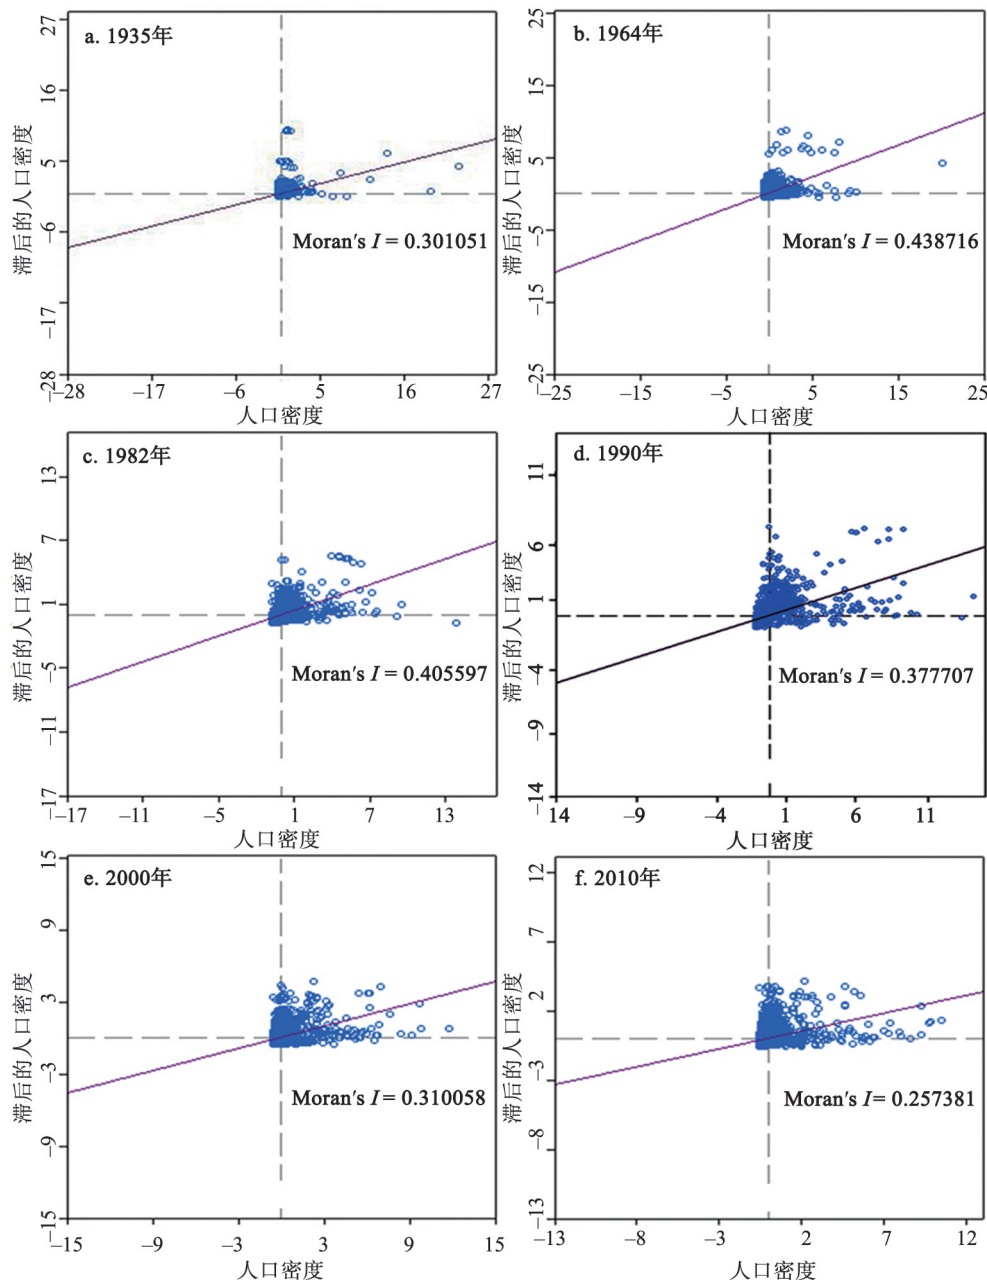 a. 1935年
27
16
5
−6
−17
−28
滞后的人口密度
Moran's I = 0.301051
−28 −17 −6 5 16 27
人口密度
b. 1964年
25
15
5
−5
−15
−25
滞后的人口密度
Moran's I = 0.438716
−25 −15 −5 5 15 25
人口密度
c. 1982年
13
7
1
−5
−11
−17
滞后的人口密度
Moran's I = 0.405597
−17 −11 −5 1 7 13
人口密度
d. 1990年
11
6
1
−4
−9
−14
滞后的人口密度
Moran's I = 0.377707
−14 −9 −4 1 6 11
人口密度
e. 2000年
15
9
3
−3
−9
−15
滞后的人口密度
Moran's I = 0.310058
−15 −9 −3 3 9 15
人口密度
f. 2010年
12
7
2
−3
−8
−13
滞后的人口密度
Moran's I = 0.257381
−13 −8 −3 2 7 12
人口密度